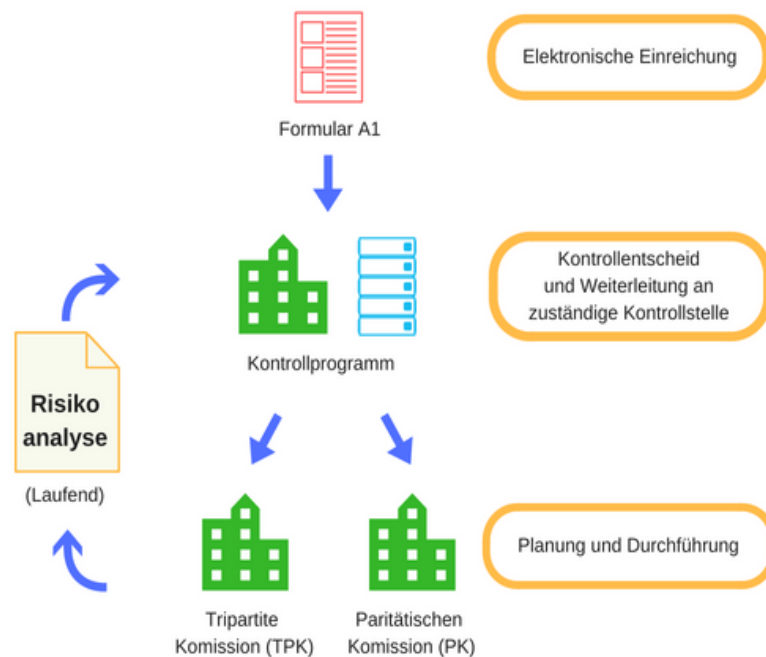 Elektronische Einreichung
Formular A1
Kontrollentscheid
und Weiterleitung an
zuständige Kontrollstelle
Kontrollprogramm
Risiko
analyse
(Laufend)
Planung und Durchführung
Tripartite
Komission (TPK)
Paritätischen
Komission (PK)